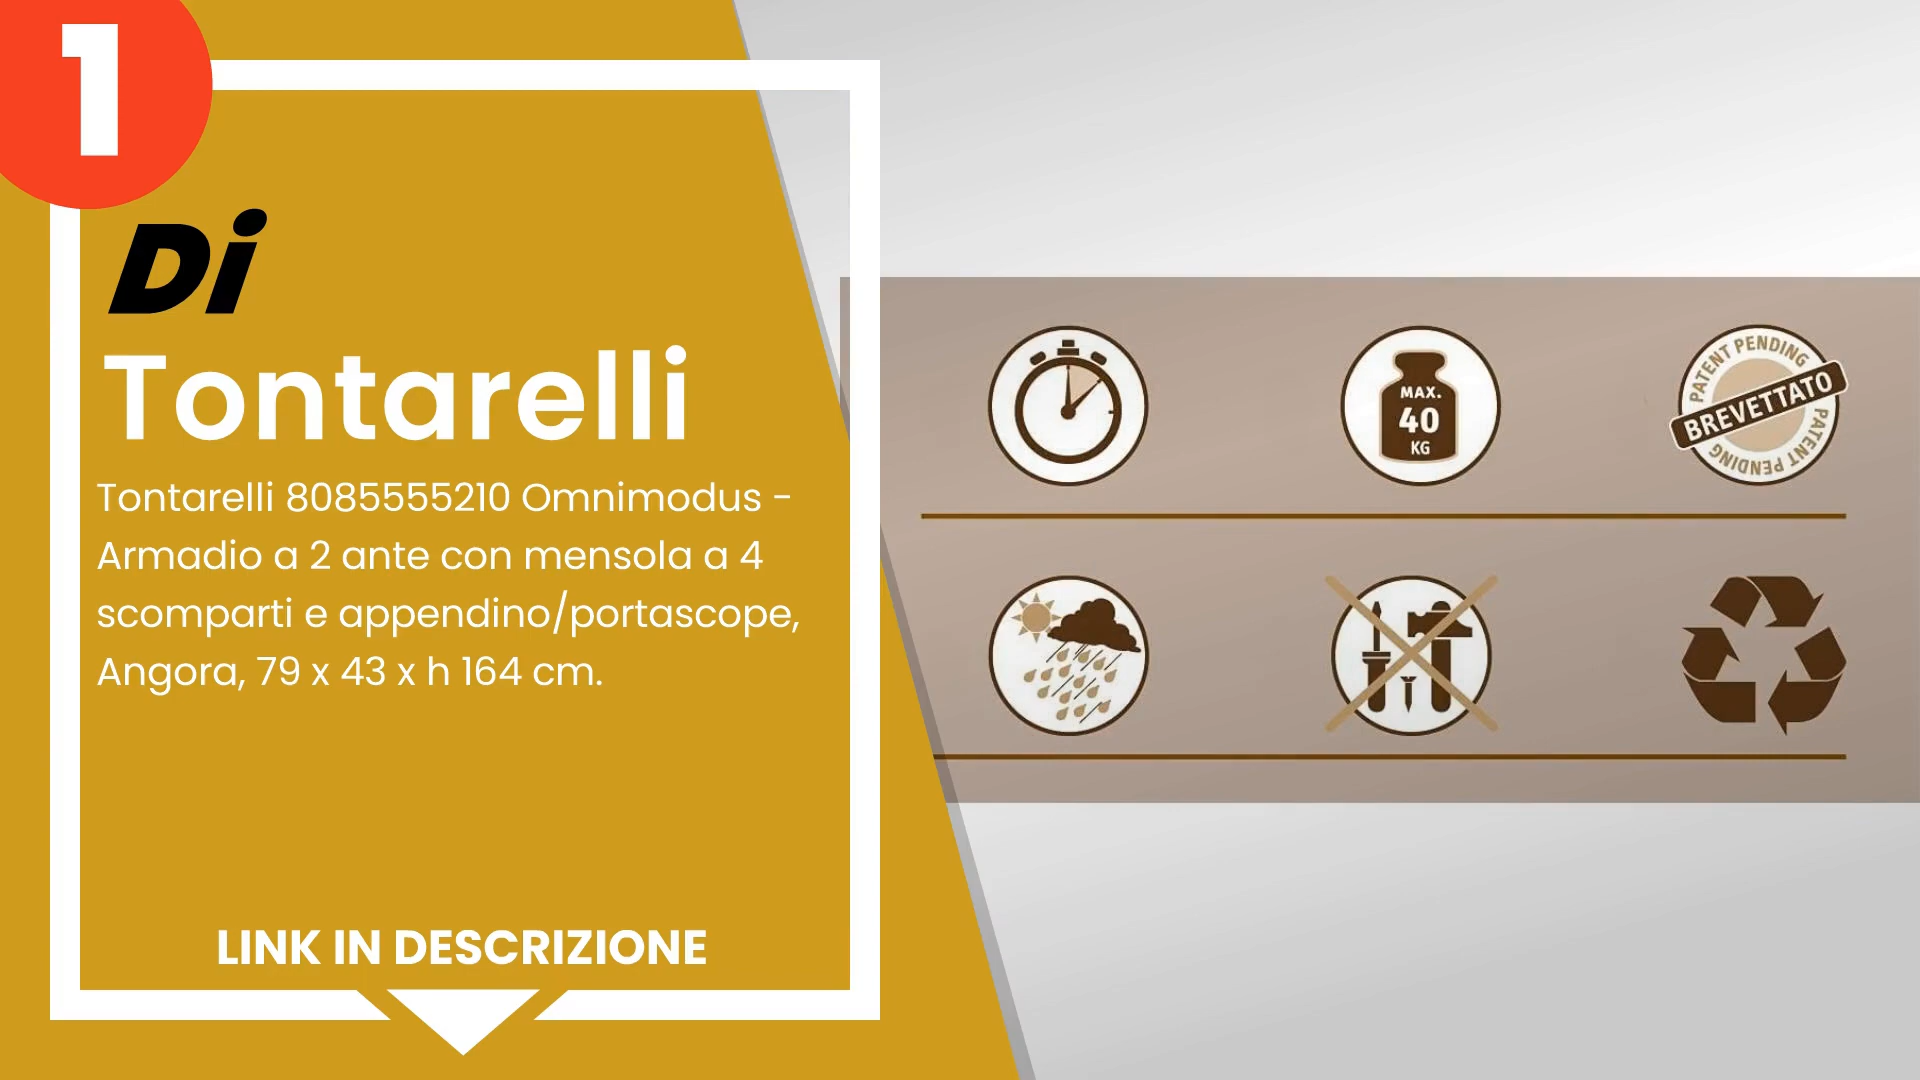 1
Di
Tontarelli
Tontarelli 8085555210 Omnimodus -
Armadio a 2 ante con mensola a 4
scomparti e appendino/portascope,
Angora, 79 x 43 x h 164 cm.
LINK IN DESCRIZIONE
MAX.
40
KG
PATENT PENDING
BREVETTATO
PATENT PENDING